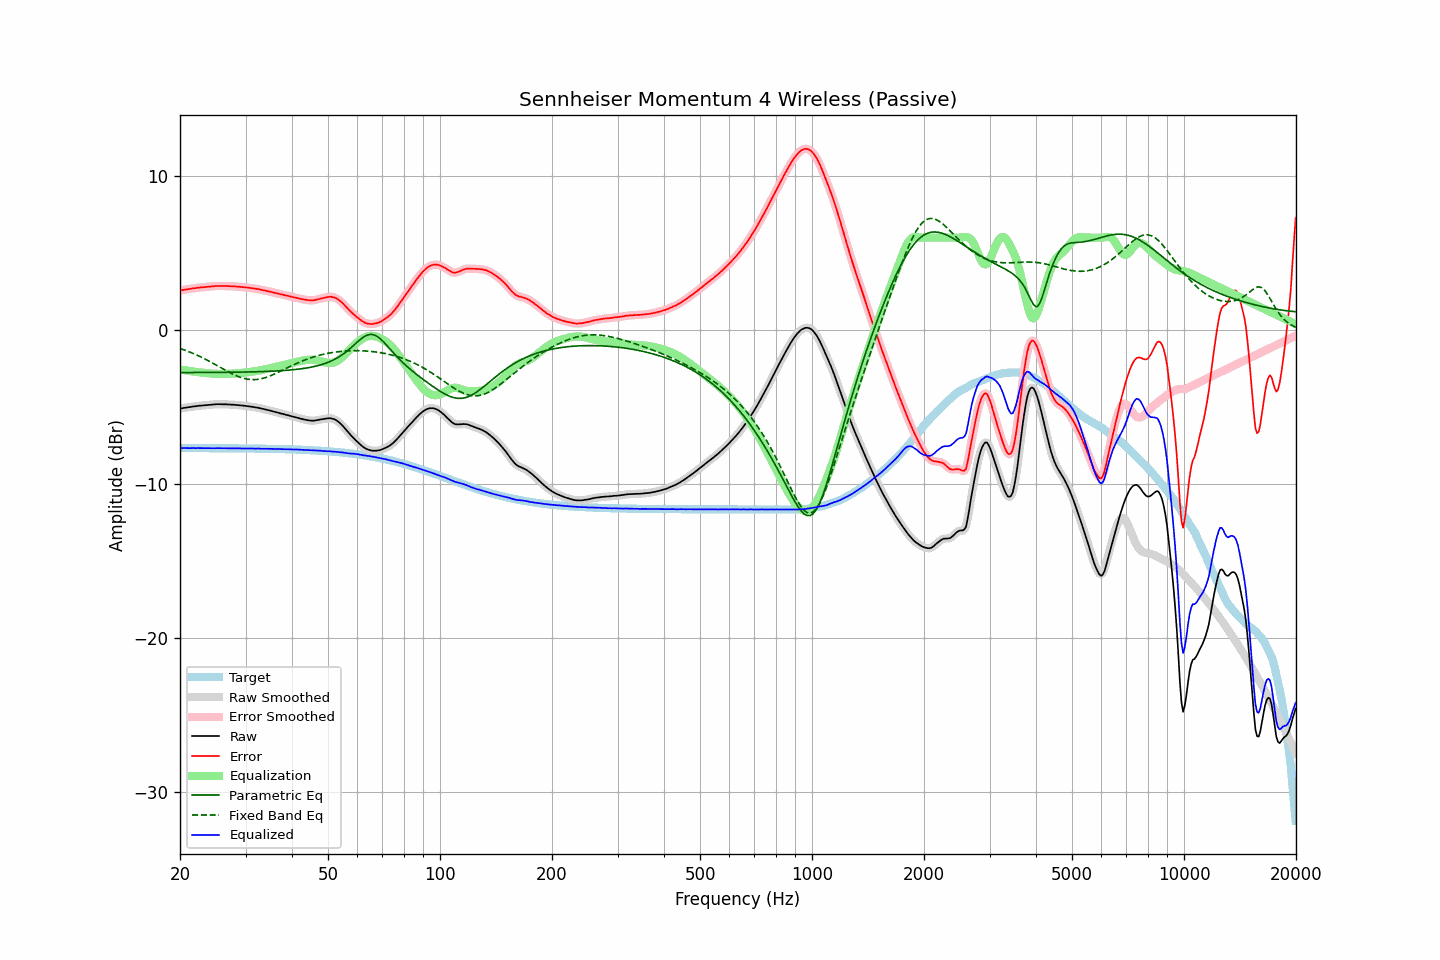 Sennheiser Momentum 4 Wireless (Passive)
Amplitude (dBr)
10
0
−10
−20
−30
Target
Raw Smoothed
Error Smoothed
Raw
Error
Equalization
Parametric Eq
Fixed Band Eq
Equalized
20 50 100 200 500 1000 2000 5000 10000 20000
Frequency (Hz)